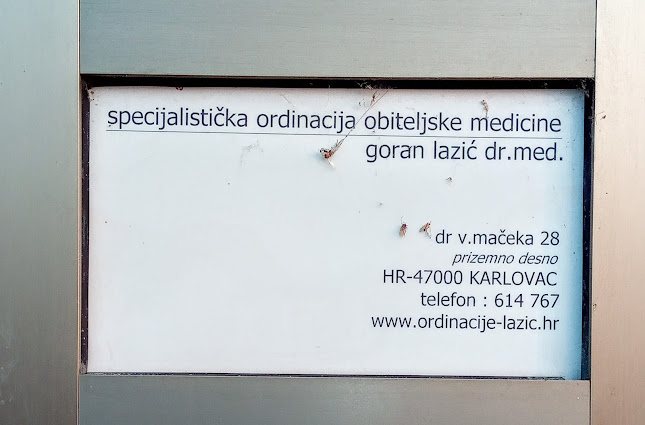 specijalistička ordinacija obiteljske medicine
goran lazić dr.med.
dr v.mačeka 28
prizemno desno
HR-47000 KARLOVAC
telefon : 614 767
www.ordinacije-lazic.hr